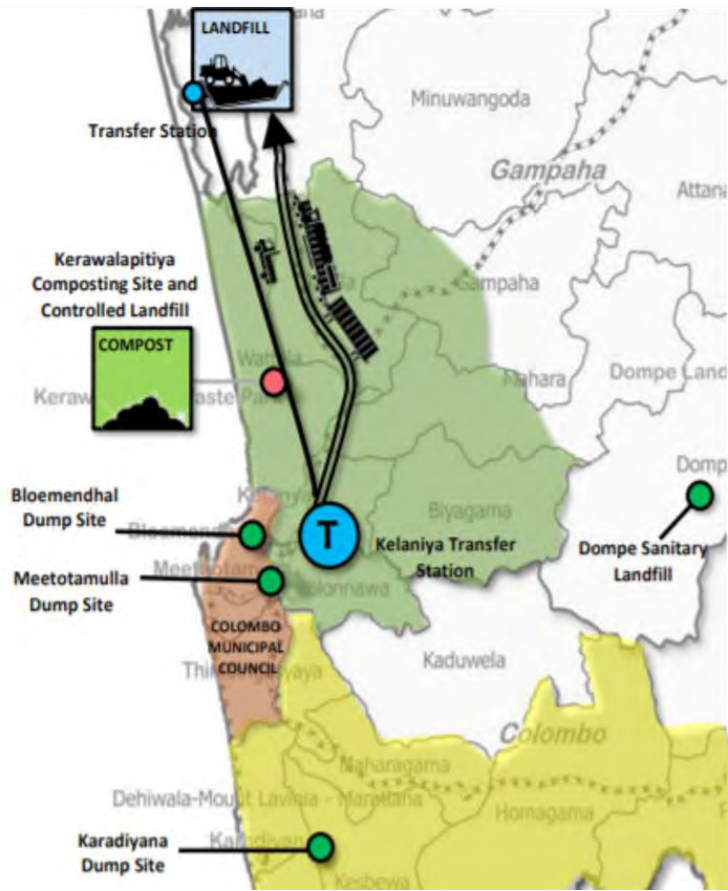 LANDFILL
Minuwangoda
Transfer Station
Gampaha
Attana
Kerawalapitiya
Composting Site and
Controlled Landfill
Gampaha
COMPOST
Mahara
Dompe Land
Bloemendhal
Dump Site
Biyagama
Kelaniya Transfer
Station
T
Dompe Sanitary
Landfill
Meetotamulla
Dump Site
Kolonnawa
COLOMBO
MUNICIPAL
COUNCIL
Kaduwela
Colombo
Maharagama
Dehiwala-Mount Lavinia -
Homagama
Karadiyana
Dump Site
Kesbewa